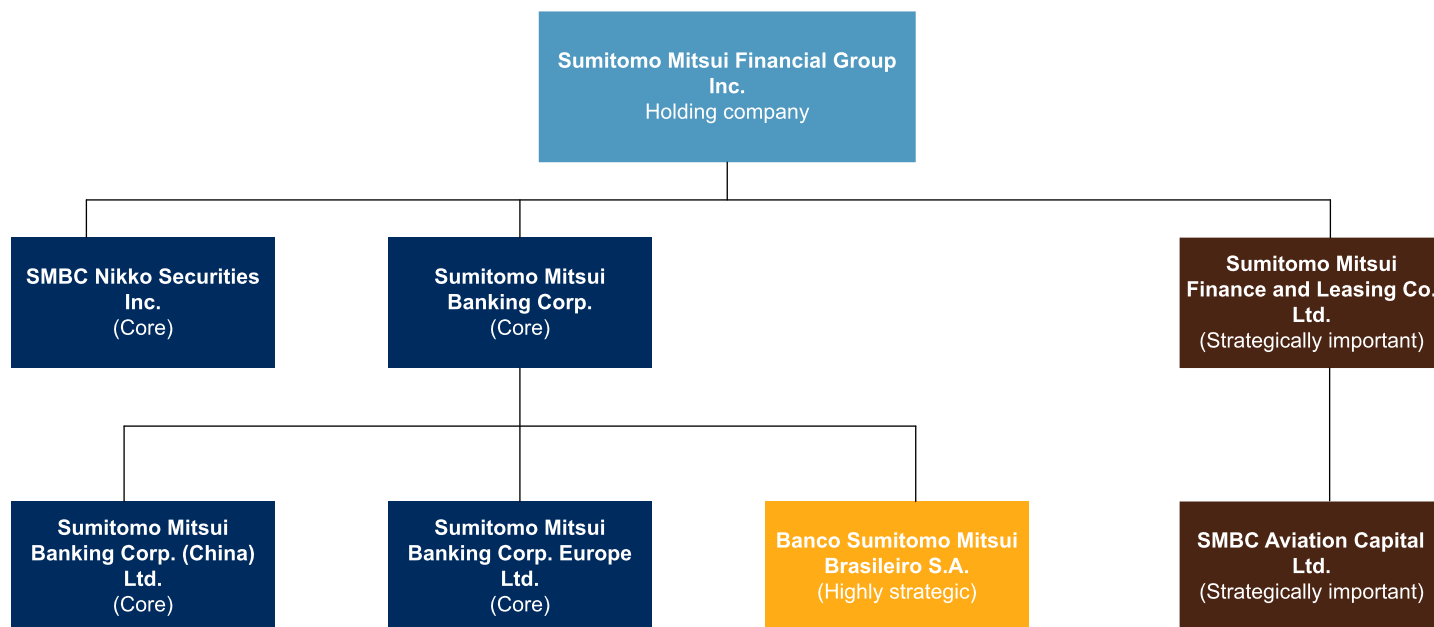 Sumitomo Mitsui Financial Group
Inc.
Holding company
SMBC Nikko Securities
Inc.
(Core)
Sumitomo Mitsui
Banking Corp.
(Core)
Sumitomo Mitsui
Finance and Leasing Co.
Ltd.
(Strategically important)
Sumitomo Mitsui
Banking Corp. (China)
Ltd.
(Core)
Sumitomo Mitsui
Banking Corp. Europe
Ltd.
(Core)
Banco Sumitomo Mitsui
Brasileiro S.A.
(Highly strategic)
SMBC Aviation Capital
Ltd.
(Strategically important)